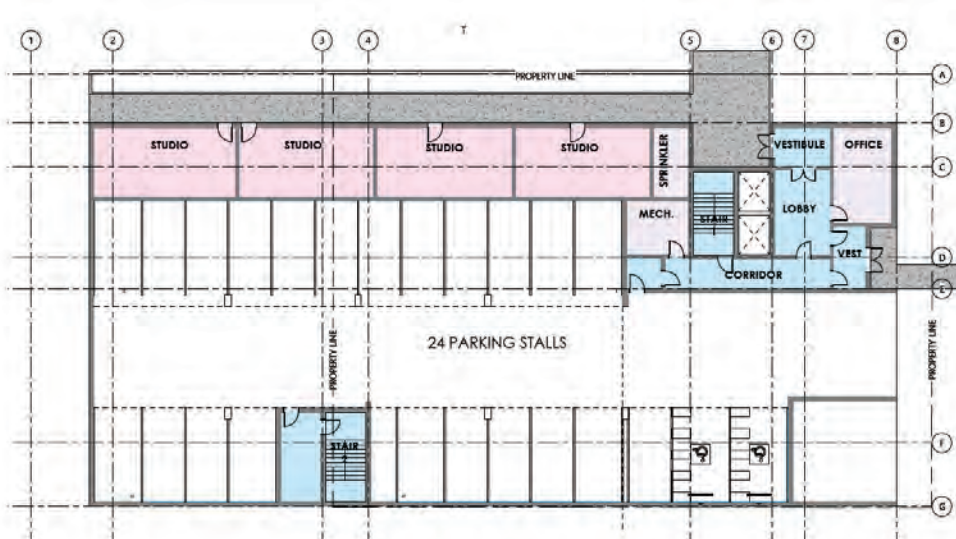 T
1 2 3 4 5 6 7 8
PROPERTY LINE
A
B
STUDIO STUDIO STUDIO STUDIO SPRINKLER VESTIBULE OFFICE
C
MECH. STAIR LOBBY
VEST
D
CORRIDOR
E
24 PARKING STALLS
PROPERTY LINE
PROPERTY LINE
STAIR
F
G